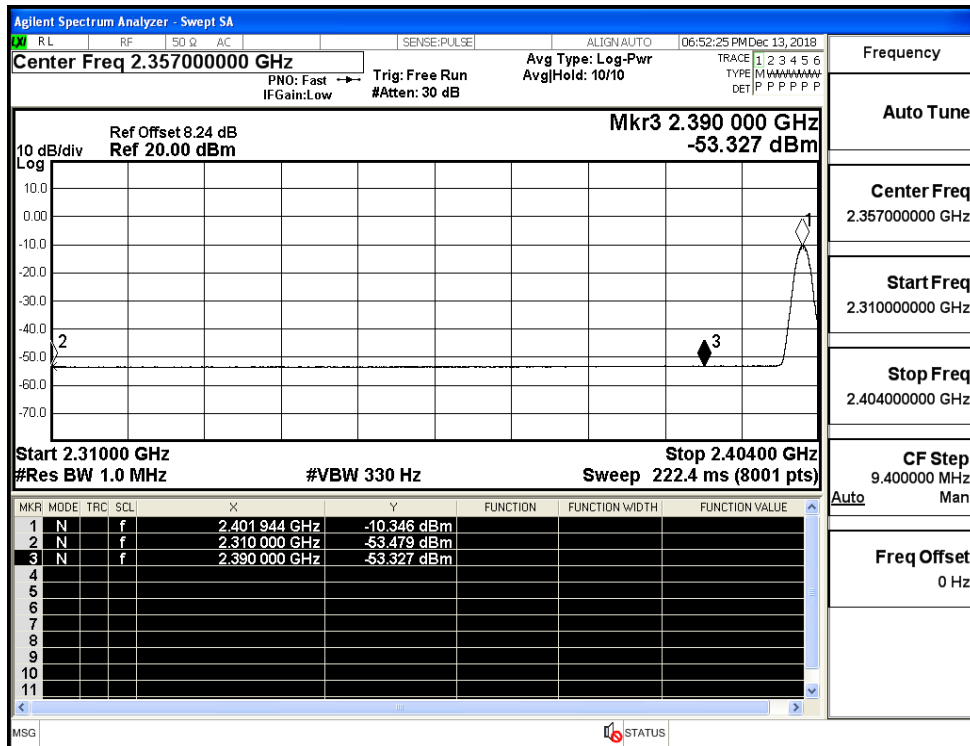 Agilent Spectrum Analyzer - Swept SA
LXI RL RF 50 Ω AC SENSE:PULSE ALIGN AUTO 06:52:25 PM Dec 13, 2018
Center Freq 2.357000000 GHz
PNO: Fast
IFGain:Low
Trig: Free Run
#Atten: 30 dB
Avg Type: Log-Pwr
Avg|Hold: 10/10
TRACE 1 2 3 4 5 6
TYPE M WWWWW
DET P P P P P P
Ref Offset 8.24 dB
10 dB/div Ref 20.00 dBm
Log
Mkr3 2.390 000 GHz
-53.327 dBm
10.0
0.00
-10.0
-20.0
-30.0
-40.0
-50.0
-60.0
-70.0
1
2
3
Start 2.31000 GHz Stop 2.40400 GHz
#Res BW 1.0 MHz #VBW 330 Hz Sweep 222.4 ms (8001 pts)
MKR MODE TRC SCL X Y FUNCTION FUNCTION WIDTH FUNCTION VALUE
1 N f 2.401 944 GHz -10.346 dBm
2 N f 2.310 000 GHz -53.479 dBm
3 N f 2.390 000 GHz -53.327 dBm
4
5
6
7
8
9
10
11
MSG STATUS
Frequency
Auto Tune
Center Freq
2.357000000 GHz
Start Freq
2.310000000 GHz
Stop Freq
2.404000000 GHz
CF Step
9.400000 MHz
Auto Man
Freq Offset
0 Hz